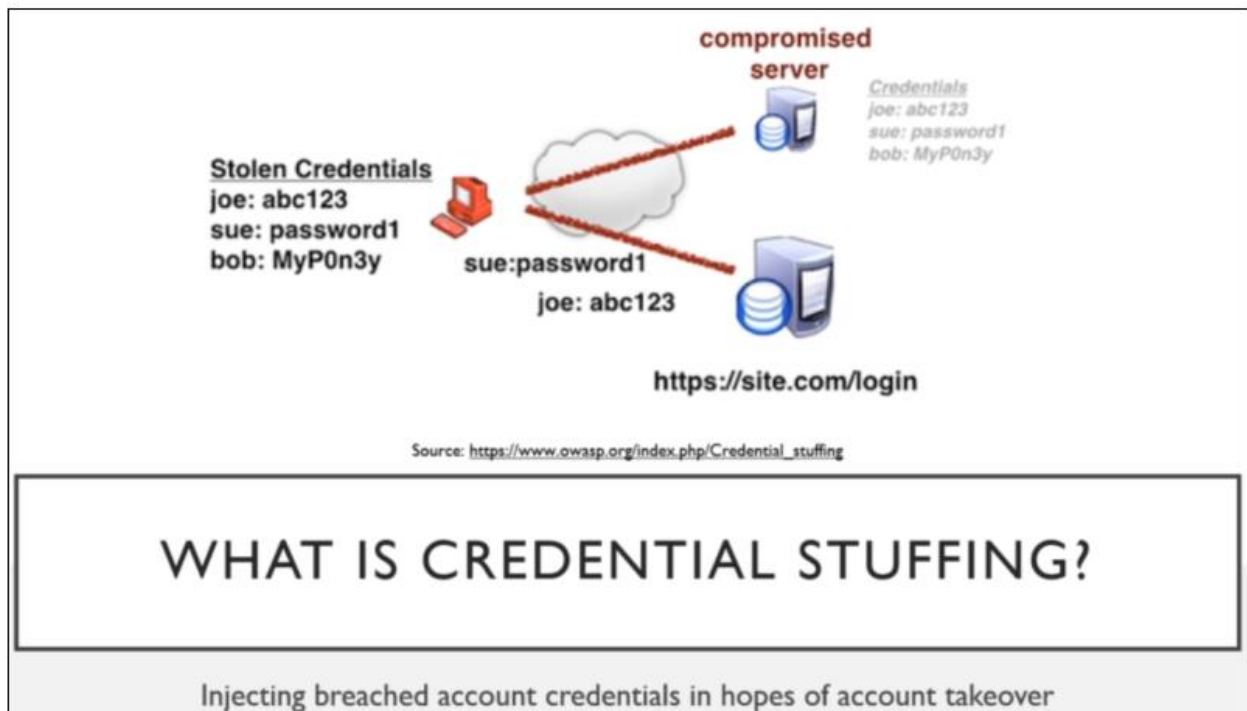 compromised
server
Credentials
joe: abc123
sue: password1
bob: MyP0n3y
Stolen Credentials
joe: abc123
sue: password1
bob: MyP0n3y
sue:password1
joe: abc123
https://site.com/login
Source: https://www.owasp.org/index.php/Credential_stuffing
WHAT IS CREDENTIAL STUFFING?
Injecting breached account credentials in hopes of account takeover